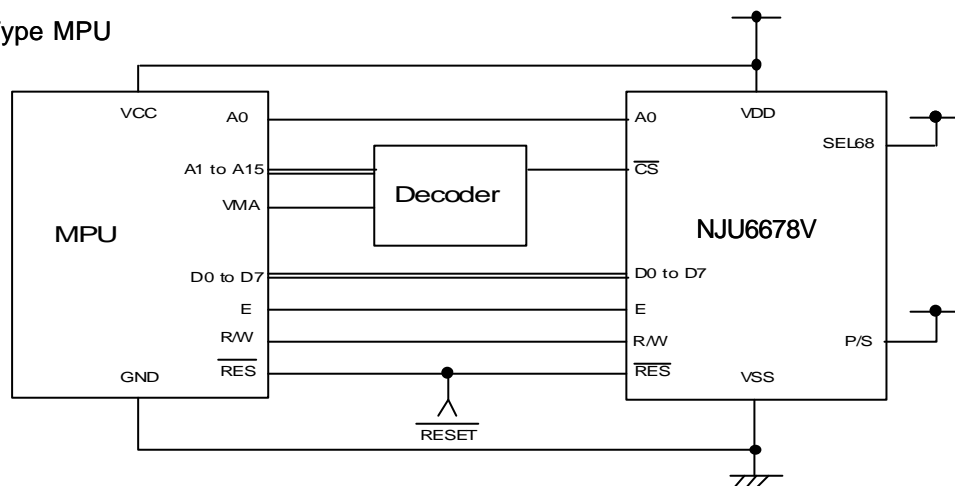 ype MPU
VCC
A0
A1 to A15
VMA
MPU
D0 to D7
E
R/W
RES
GND
Decoder
RESET
A0
VDD
SEL68
CS
NJU6678V
D0 to D7
E
R/W
P/S
RES
VSS